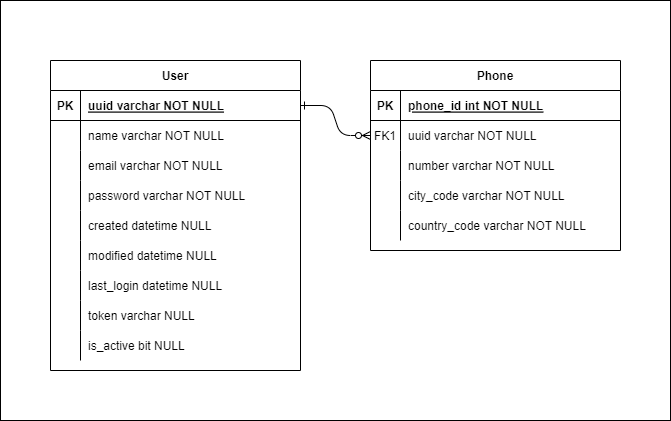 User
PK uuid varchar NOT NULL
name varchar NOT NULL
email varchar NOT NULL
password varchar NOT NULL
created datetime NULL
modified datetime NULL
last_login datetime NULL
token varchar NULL
is_active bit NULL
Phone
PK phone_id int NOT NULL
FK1 uuid varchar NOT NULL
number varchar NOT NULL
city_code varchar NOT NULL
country_code varchar NOT NULL